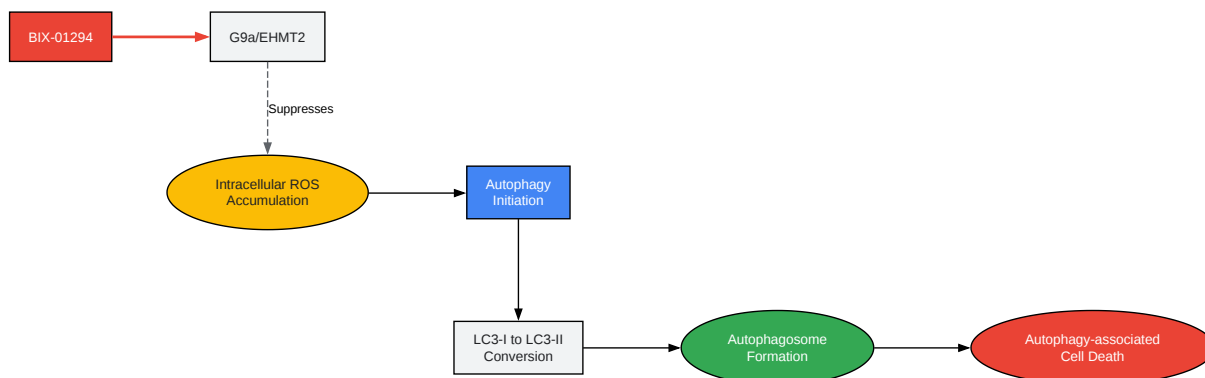 BIX-01294
G9a/EHMT2
Suppresses
Intracellular ROS
Accumulation
Autophagy
Initiation
LC3-I to LC3-II
Conversion
Autophagosome
Formation
Autophagy-associated
Cell Death